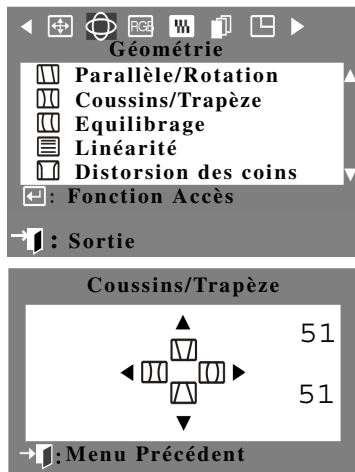 RGB
Géométrie
Parallèle/Rotation
Coussins/Trapèze
Equilibrage
Linéarité
Distorsion des coins
: Fonction Accès
: Sortie
Coussins/Trapèze
51
51
:Menu Précédent